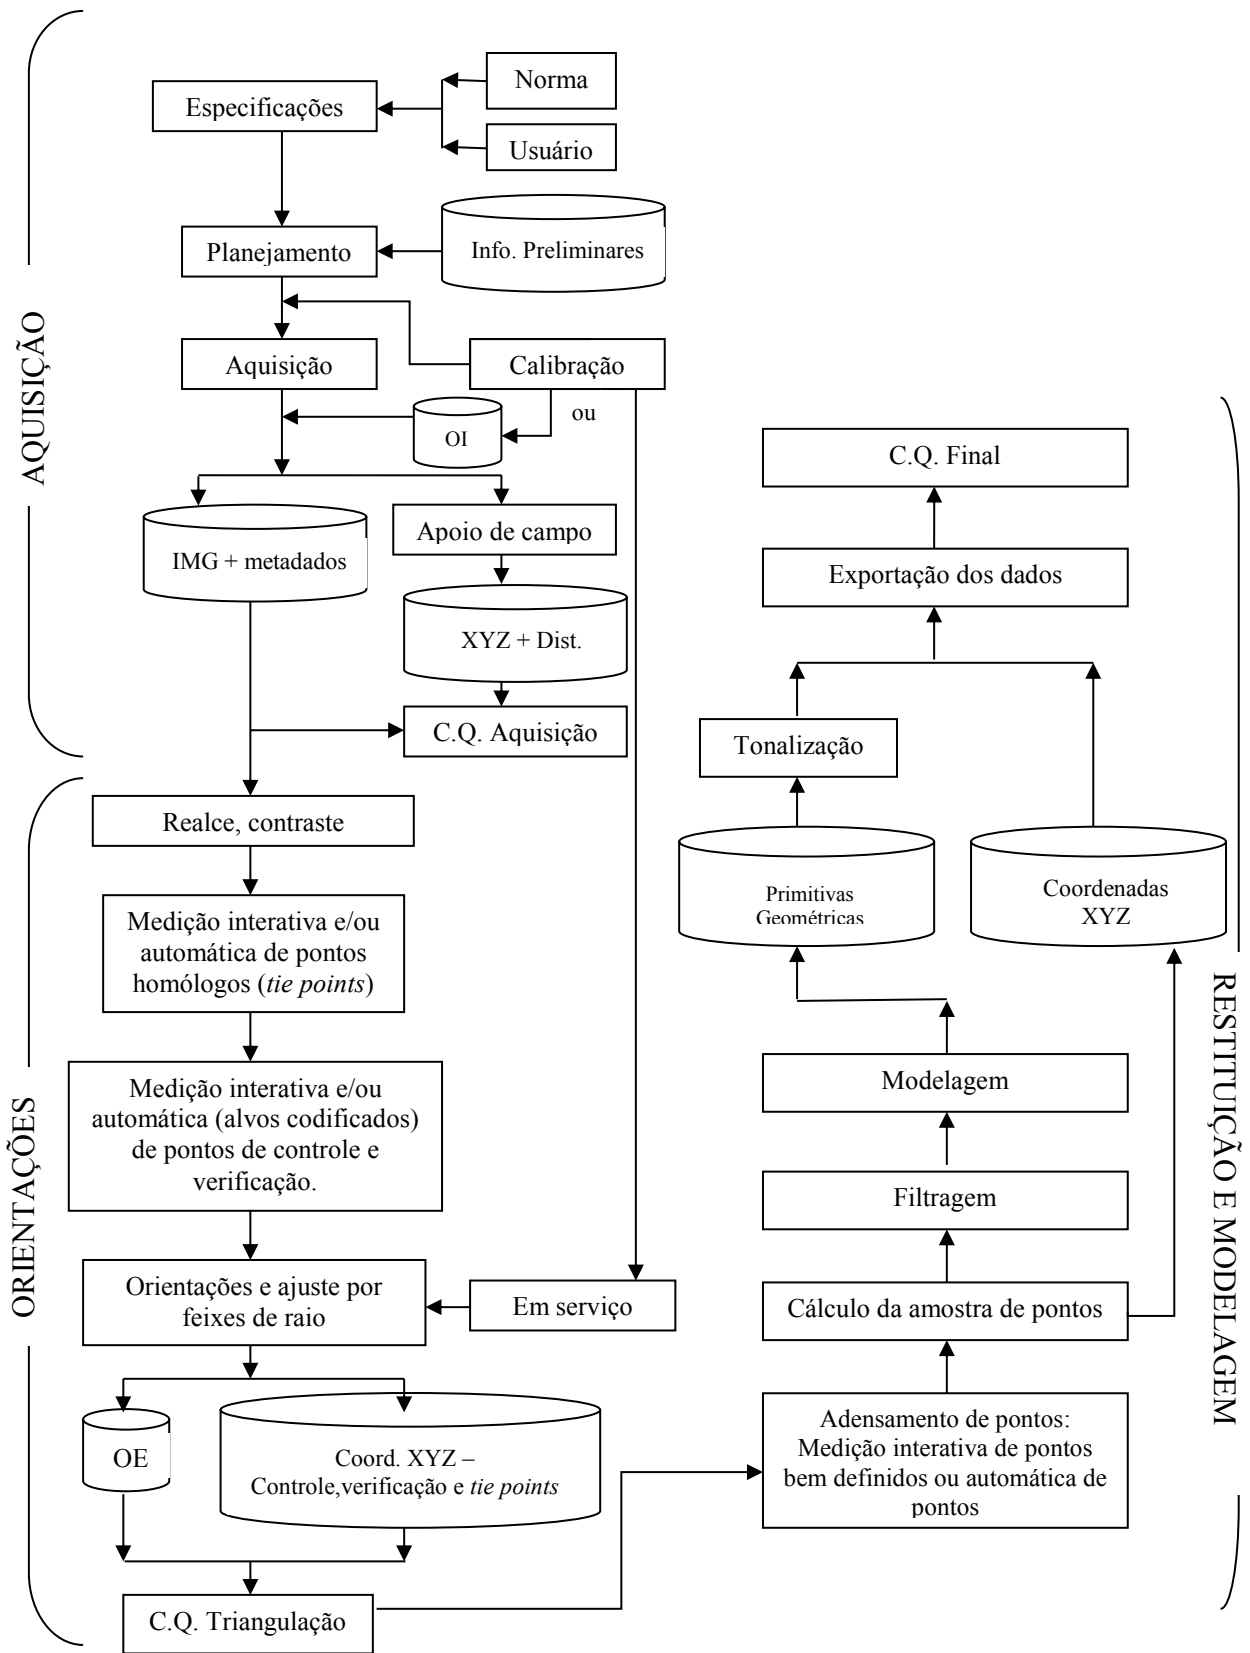 AQUISIÇÃO
Norma
Especificações
Usuário
Info. Preliminares
Planejamento
Aquisição
Calibração
ou
OI
IMG + metadados
Apoio de campo
XYZ + Dist.
C.Q. Aquisição
ORIENTAÇÕES
Realce, contraste
Medição interativa e/ou
automática de pontos
homólogos (tie points)
Medição interativa e/ou
automática (alvos codificados)
de pontos de controle e
verificação.
Orientações e ajuste por
feixes de raio
Em serviço
OE
Coord. XYZ –
Controle,verificação e tie points
C.Q. Triangulação
RESTITUIÇÃO E MODELAGEM
C.Q. Final
Exportação dos dados
Tonalização
Primitivas
Geométricas
Coordenadas
XYZ
Modelagem
Filtragem
Cálculo da amostra de pontos
Adensamento de pontos:
Medição interativa de pontos
bem definidos ou automática de
pontos